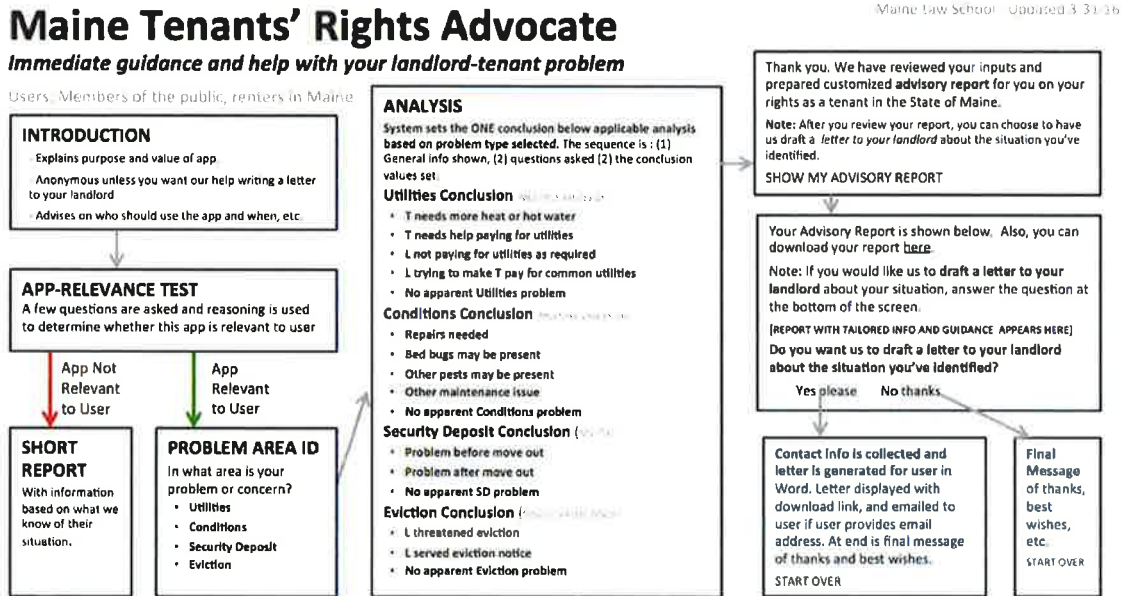 Maine Law School Updated 3-31-16
Maine Tenants' Rights Advocate
Immediate guidance and help with your landlord-tenant problem
Users: Members of the public, renters in Maine
INTRODUCTION
Explains purpose and value of app
Anonymous unless you want our help writing a letter
to your landlord
Advises on who should use the app and when, etc
APP-RELEVANCE TEST
A few questions are asked and reasoning is used
to determine whether this app is relevant to user
App Not
Relevant
to User
App
Relevant
to User
SHORT
REPORT
With information
based on what we
know of their
situation.
PROBLEM AREA ID
In what area is your
problem or concern?
• Utilities
• Conditions
• Security Deposit
• Eviction
ANALYSIS
System sets the ONE conclusion below applicable analysis
based on problem type selected. The sequence is : (1)
General info shown, (2) questions asked (2) the conclusion
values set.
Utilities Conclusion
• T needs more heat or hot water
• T needs help paying for utilities
• L not paying for utilities as required
• L trying to make T pay for common utilities
• No apparent Utilities problem
Conditions Conclusion
• Repairs needed
• Bed bugs may be present
• Other pests may be present
• Other maintenance issue
• No apparent Conditions problem
Security Deposit Conclusion (
• Problem before move out
• Problem after move out
• No apparent SD problem
Eviction Conclusion (
• L threatened eviction
• L served eviction notice
• No apparent Eviction problem
Thank you. We have reviewed your inputs and
prepared customized advisory report for you on your
rights as a tenant in the State of Maine.
Note: After you review your report, you can choose to have
us draft a letter to your landlord about the situation you've
identified.
SHOW MY ADVISORY REPORT
Your Advisory Report is shown below. Also, you can
download your report here.
Note: If you would like us to draft a letter to your
landlord about your situation, answer the question at
the bottom of the screen.
[REPORT WITH TAILORED INFO AND GUIDANCE APPEARS HERE]
Do you want us to draft a letter to your landlord
about the situation you've identified?
Yes please No thanks
Contact info is collected and
letter is generated for user in
Word. Letter displayed with
download link, and emailed to
user if user provides email
address. At end is final message
of thanks and best wishes.
START OVER
Final
Message
of thanks,
best
wishes,
etc.
START OVER